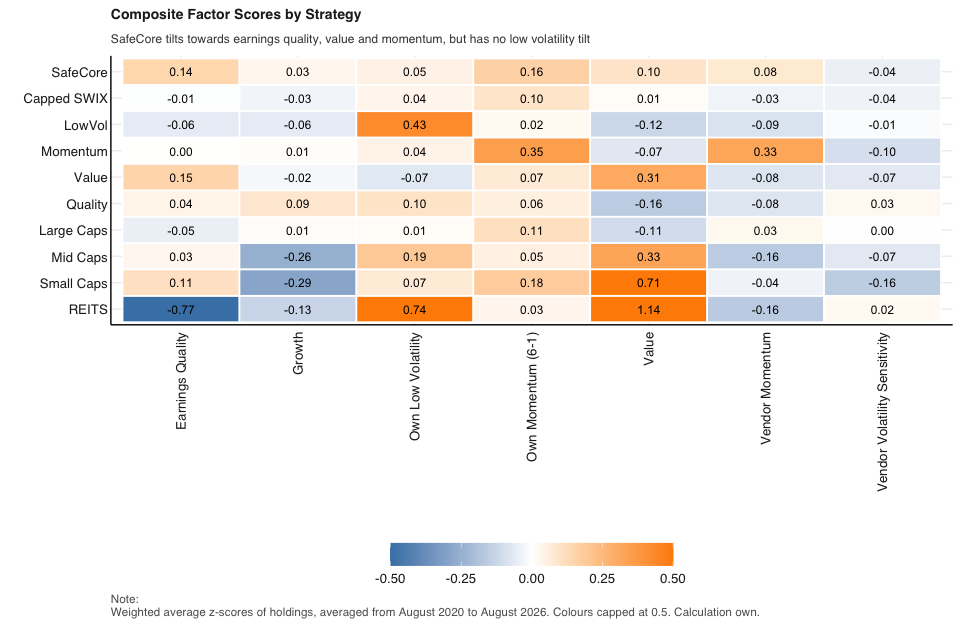 Composite Factor Scores by Strategy
SafeCore tilts towards earnings quality, value and momentum, but has no low volatility tilt
SafeCore 0.14 0.03 0.05 0.16 0.10 0.08 -0.04
Capped SWIX -0.01 -0.03 0.04 0.10 0.01 -0.03 -0.04
LowVol -0.06 -0.06 0.43 0.02 -0.12 -0.09 -0.01
Momentum 0.00 0.01 0.04 0.35 -0.07 0.33 -0.10
Value 0.15 -0.02 -0.07 0.07 0.31 -0.08 -0.07
Quality 0.04 0.09 0.10 0.06 -0.16 -0.08 0.03
Large Caps -0.05 0.01 0.01 0.11 -0.11 0.03 0.00
Mid Caps 0.03 -0.26 0.19 0.05 0.33 -0.16 -0.07
Small Caps 0.11 -0.29 0.07 0.18 0.71 -0.04 -0.16
REITS -0.77 -0.13 0.74 0.03 1.14 -0.16 0.02
Earnings Quality
Growth
Own Low Volatility
Own Momentum (6-1)
Value
Vendor Momentum
Vendor Volatility Sensitivity
-0.50 -0.25 0.00 0.25 0.50
Note:
Weighted average z-scores of holdings, averaged from August 2020 to August 2026. Colours capped at 0.5. Calculation own.